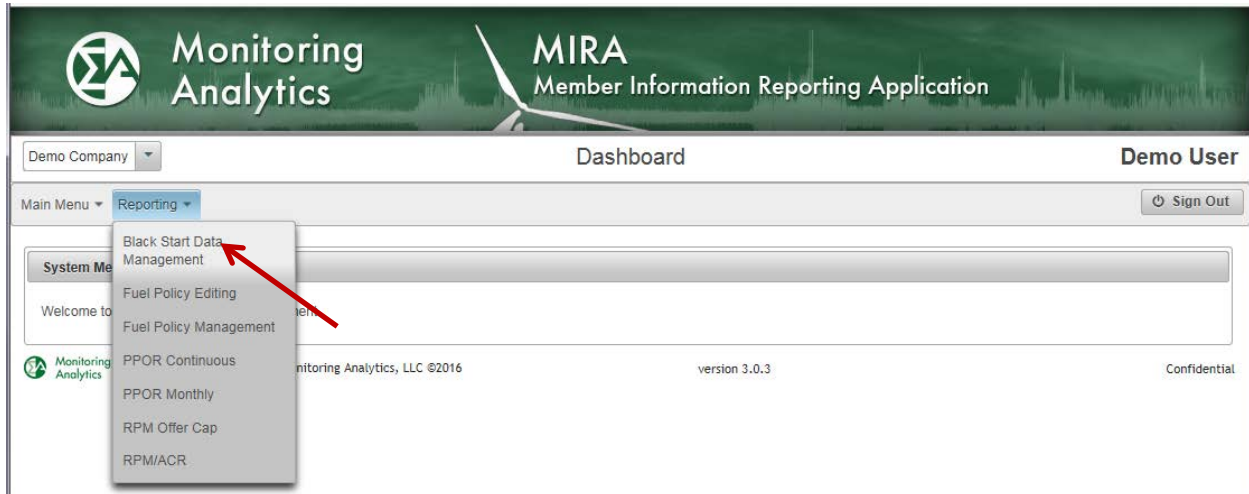 Monitoring
Analytics
MIRA
Member Information Reporting Application
Demo Company
Dashboard
Demo User
Main Menu
Reporting
Sign Out
Black Start Data
Management
Fuel Policy Editing
Fuel Policy Management
PPOR Continuous
PPOR Monthly
RPM Offer Cap
RPM/ACR
System Me
Welcome to
Monitoring
Analytics
nitoring Analytics, LLC ©2016
version 3.0.3
Confidential